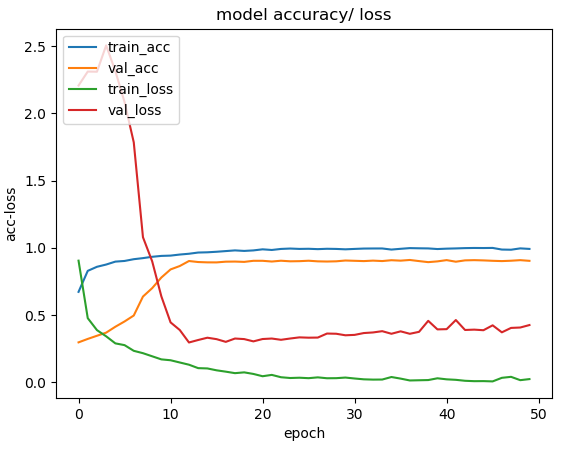 model accuracy/ loss
train_acc
val_acc
train_loss
val_loss
acc-loss
2.5
2.0
1.5
1.0
0.5
0.0
0
10
20
30
40
50
epoch